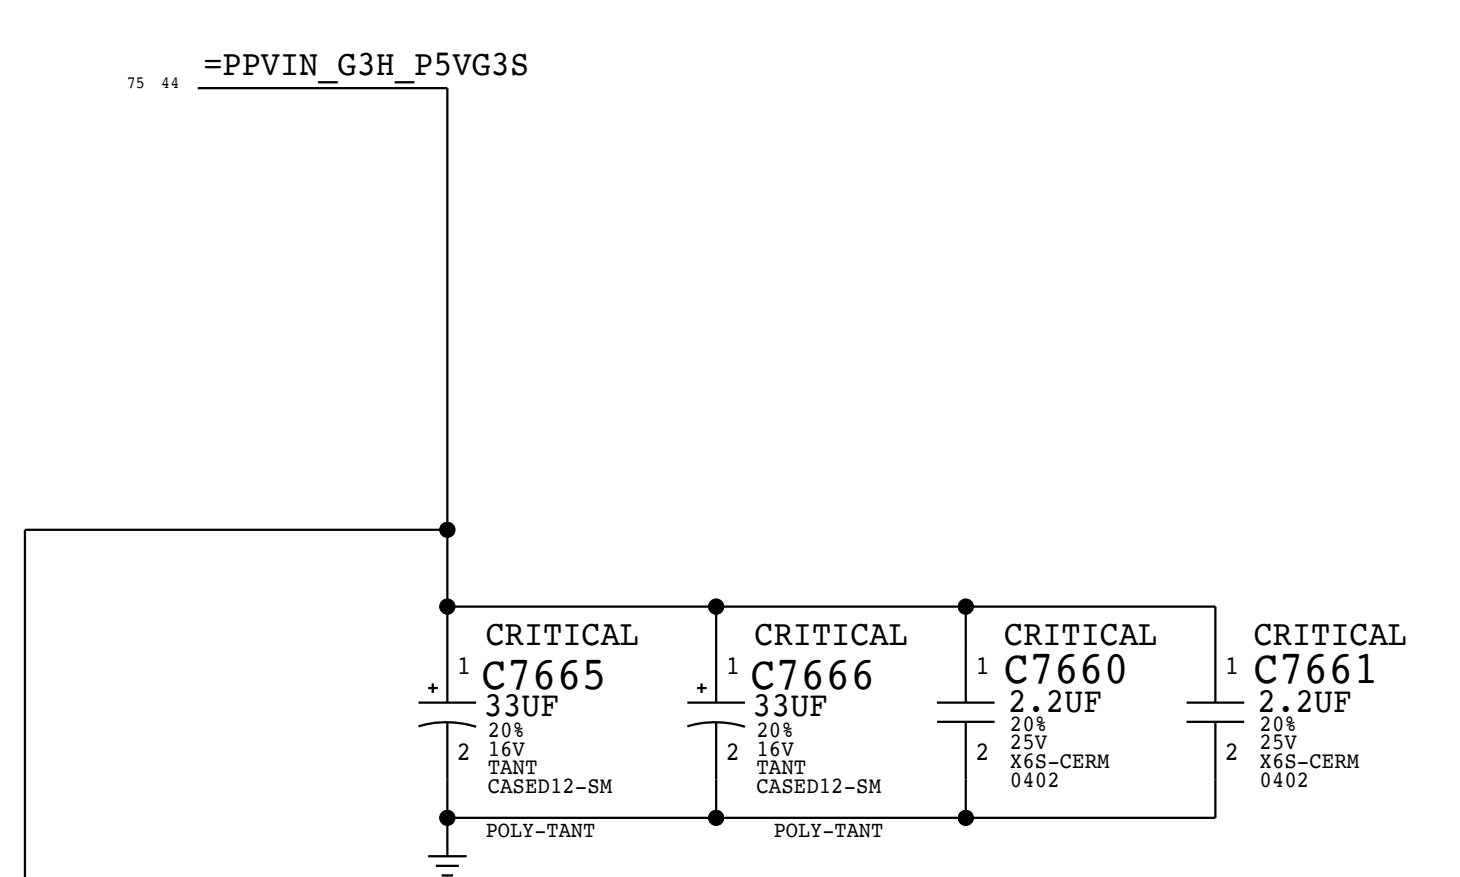 =PPVIN_G3H_P5VG3S
75 44
CRITICAL
1
C7665
+
33UF
20%
16V
2
TANT
CASED12-SM
POLY-TANT
CRITICAL
1
C7666
+
33UF
20%
16V
2
TANT
CASED12-SM
POLY-TANT
CRITICAL
1
C7660
2.2UF
20%
25V
2
X6S-CERM
0402
CRITICAL
1
C7661
2.2UF
20%
25V
2
X6S-CERM
0402